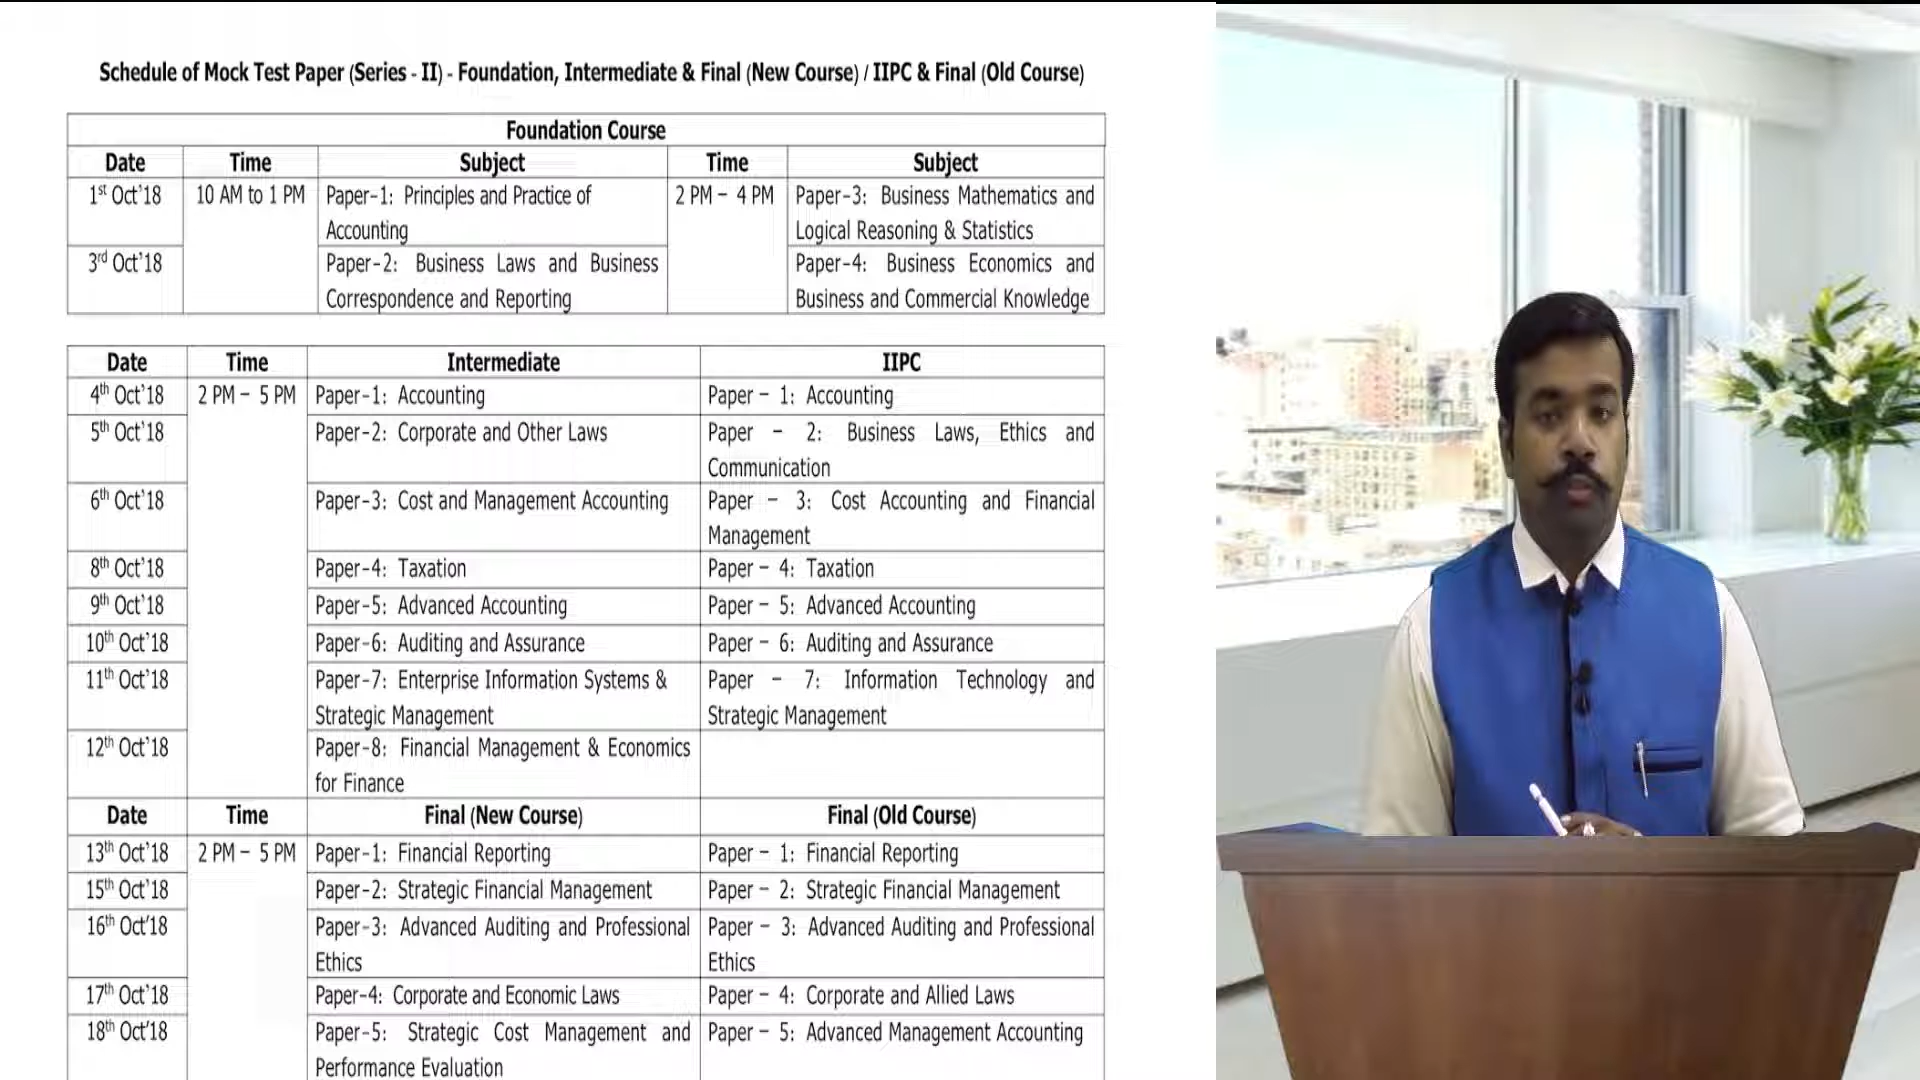 Schedule of Mock Test Paper (Series - II) - Foundation, Intermediate & Final (New Course) / IIPC & Final (Old Course)
Foundation Course
Date Time Subject Time Subject
1st Oct'18 10 AM to 1 PM Paper-1: Principles and Practice of 2 PM – 4 PM Paper-3: Business Mathematics and
Accounting Logical Reasoning & Statistics
3rd Oct'18 Paper-2: Business Laws and Business Paper-4: Business Economics and
Correspondence and Reporting Business and Commercial Knowledge
Date Time Intermediate IIPC
4th Oct'18 2 PM – 5 PM Paper-1: Accounting Paper – 1: Accounting
5th Oct'18 Paper-2: Corporate and Other Laws Paper – 2: Business Laws, Ethics and
Communication
6th Oct'18 Paper-3: Cost and Management Accounting Paper – 3: Cost Accounting and Financial
Management
8th Oct'18 Paper-4: Taxation Paper – 4: Taxation
9th Oct'18 Paper-5: Advanced Accounting Paper – 5: Advanced Accounting
10th Oct'18 Paper-6: Auditing and Assurance Paper – 6: Auditing and Assurance
11th Oct'18 Paper-7: Enterprise Information Systems & Paper – 7: Information Technology and
Strategic Management Strategic Management
12th Oct'18 Paper-8: Financial Management & Economics
for Finance
Date Time Final (New Course) Final (Old Course)
13th Oct'18 2 PM – 5 PM Paper-1: Financial Reporting Paper – 1: Financial Reporting
15th Oct'18 Paper-2: Strategic Financial Management Paper – 2: Strategic Financial Management
16th Oct'18 Paper-3: Advanced Auditing and Professional Paper – 3: Advanced Auditing and Professional
Ethics Ethics
17th Oct'18 Paper-4: Corporate and Economic Laws Paper – 4: Corporate and Allied Laws
18th Oct'18 Paper-5: Strategic Cost Management and Paper – 5: Advanced Management Accounting
Performance Evaluation